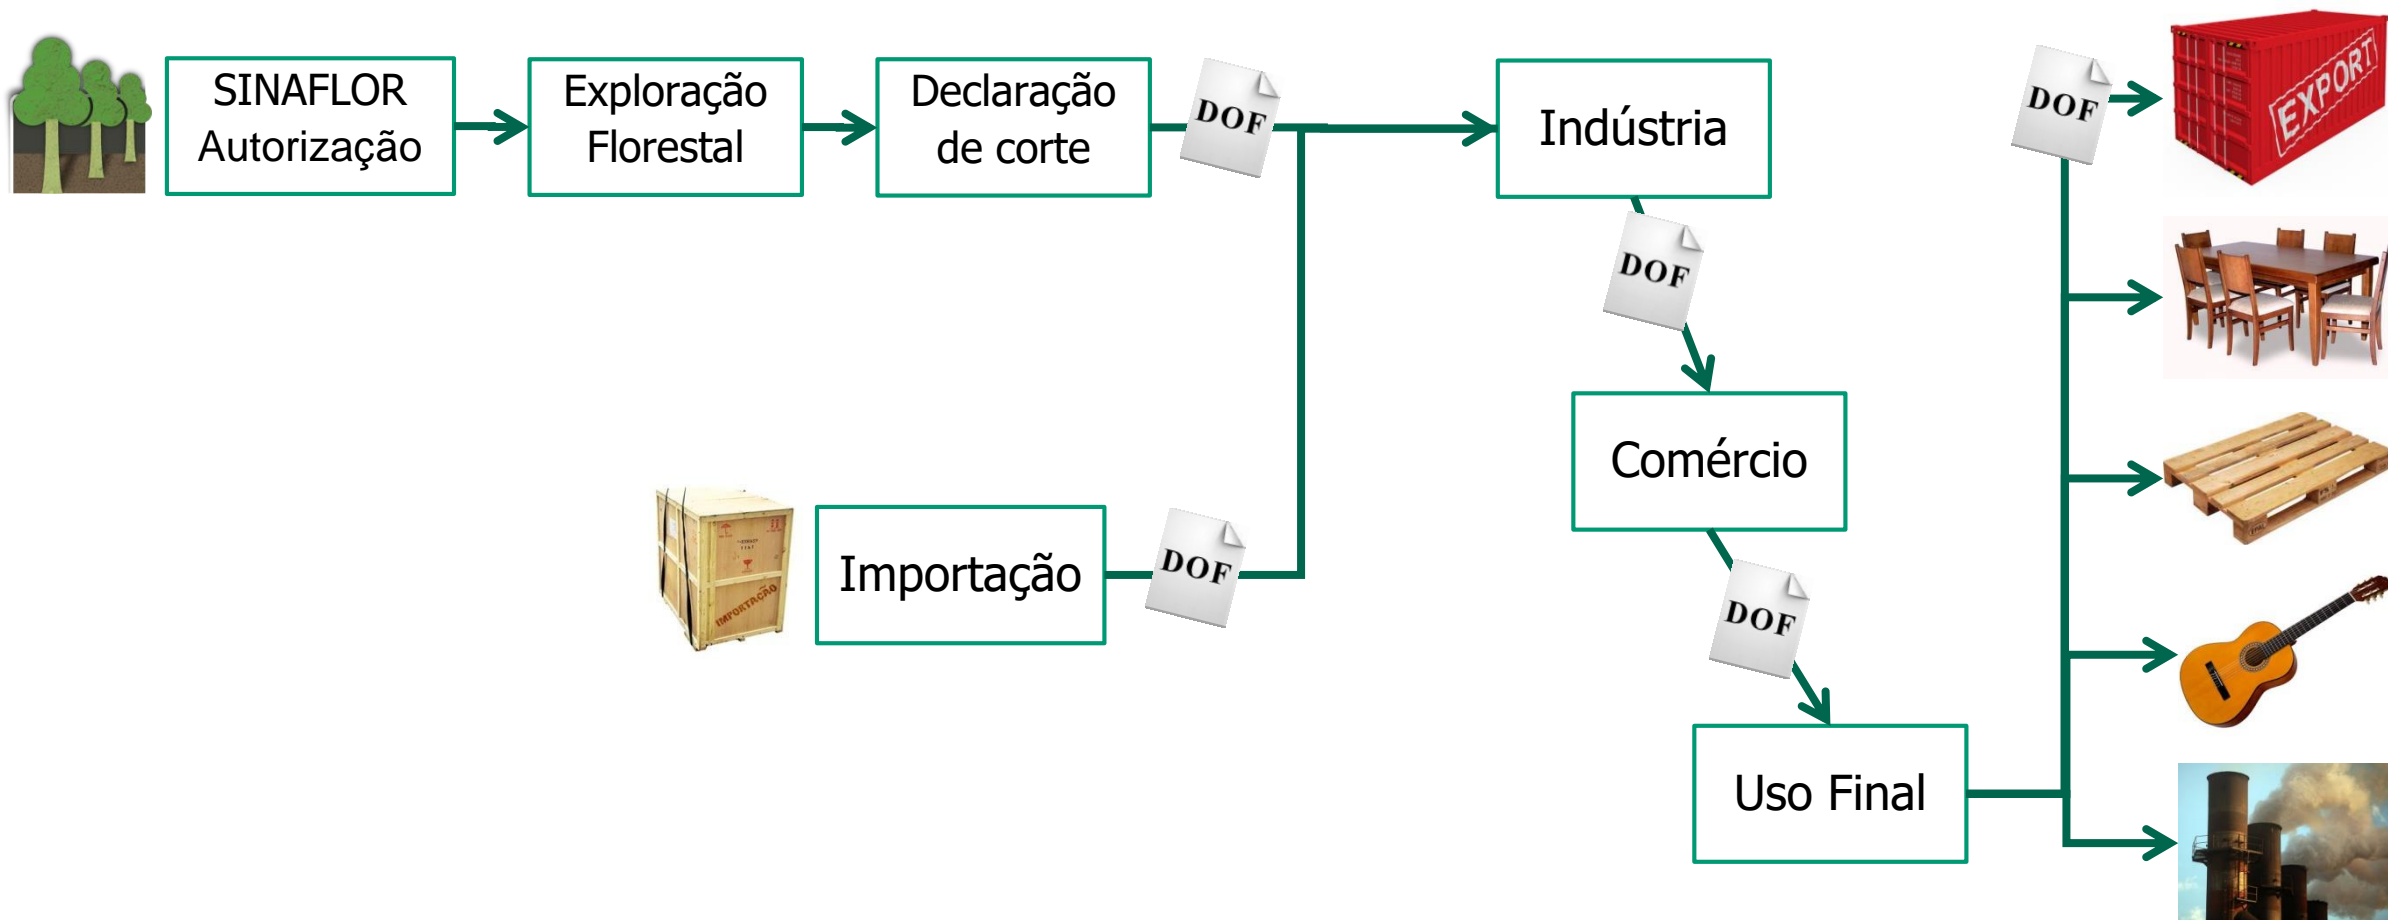 SINAFLOR
Autorização
Exploração
Florestal
Declaração
de corte
DOF
Indústria
DOF
EXPORT
DOF
Comércio
IMPORTAÇÃO
Importação
DOF
DOF
Uso Final